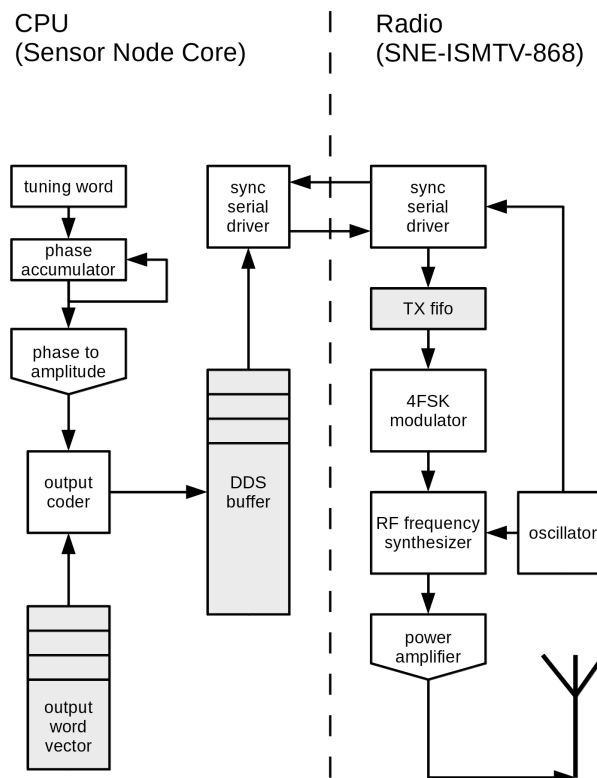 CPU
(Sensor Node Core)
Radio
(SNE-ISMTV-868)
tuning word
phase
accumulator
phase to
amplitude
output
coder
output
word
vector
sync
serial
driver
DDS
buffer
sync
serial
driver
TX fifo
4FSK
modulator
RF frequency
synthesizer
oscillator
power
amplifier